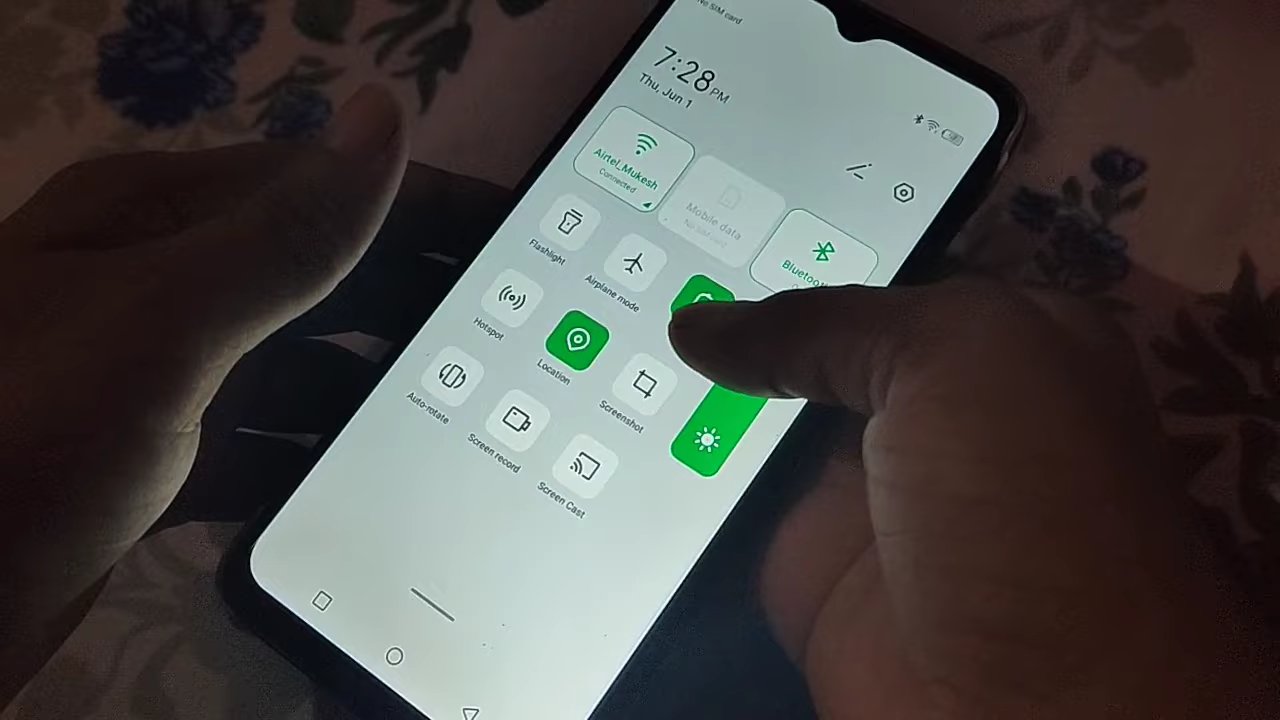 No SIM card
7:28 PM
Thu, Jun 1
Airtel_Mukesh
Connected
Mobile data
No SIM card
Flashlight
Airplane mode
Hotspot
Location
Screenshot
Auto-rotate
Screen record
Screen Cast